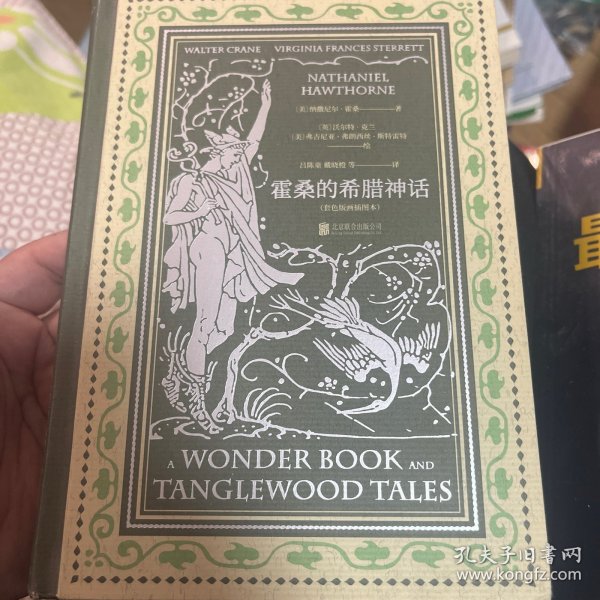 WALTER CRANE VIRGINIA FRANCES STERRETT
NATHANIEL
HAWTHORNE
[美]纳撒尼尔·霍桑——著
[英]沃尔特·克兰
[美]弗吉尼亚·弗朗西丝·斯特雷特
——绘
吕陈童 戴晓橙 等——译
霍桑的希腊神话
(套色版画插图本)
北京联合出版公司
A WONDER BOOK AND
TANGLEWOOD TALES
最
孔夫子旧书网
www.kongfz.com